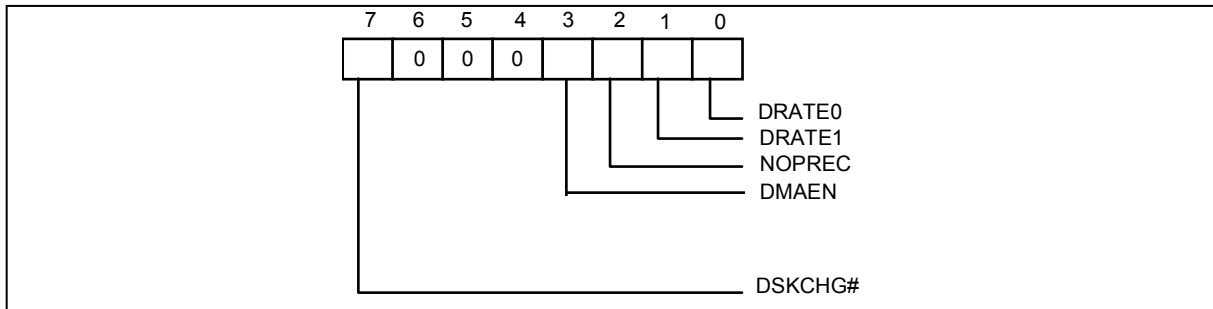 7 6 5 4 3 2 1 0
0 0 0
DRATE0
DRATE1
NOPREC
DMAEN
DSKCHG#